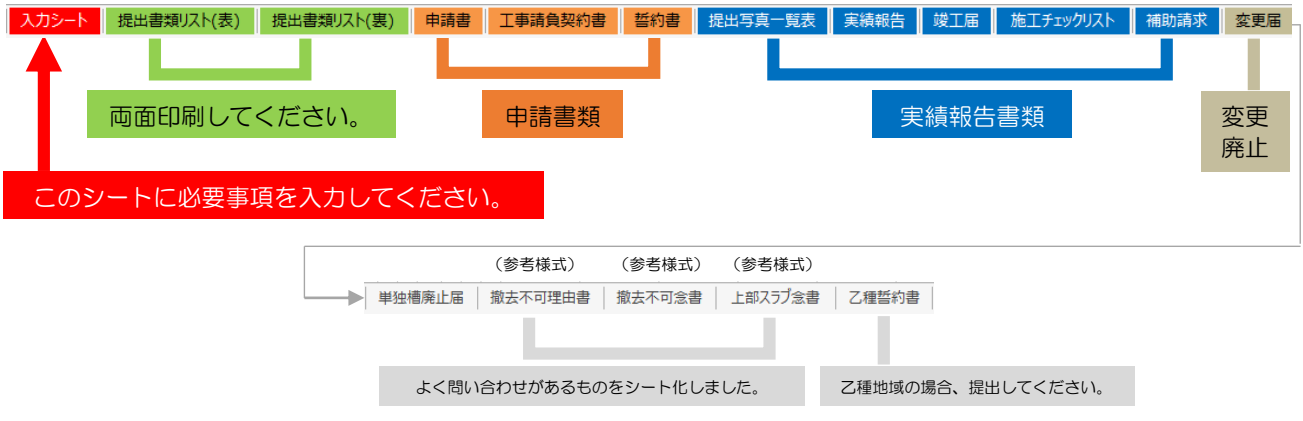 入力シート 提出書類リスト(表) 提出書類リスト(裏) 申請書 工事請負契約書 誓約書 提出写真一覧表 実績報告 竣工届 施工チェックリスト 補助請求 変更届
両面印刷してください。
申請書類
実績報告書類
変更
廃止
このシートに必要事項を入力してください。
（参考様式） （参考様式） （参考様式）
単独槽廃止届 撤去不可理由書 撤去不可念書 上部スラブ念書 乙種誓約書
よく問い合わせがあるものをシート化しました。
乙種地域の場合、提出してください。